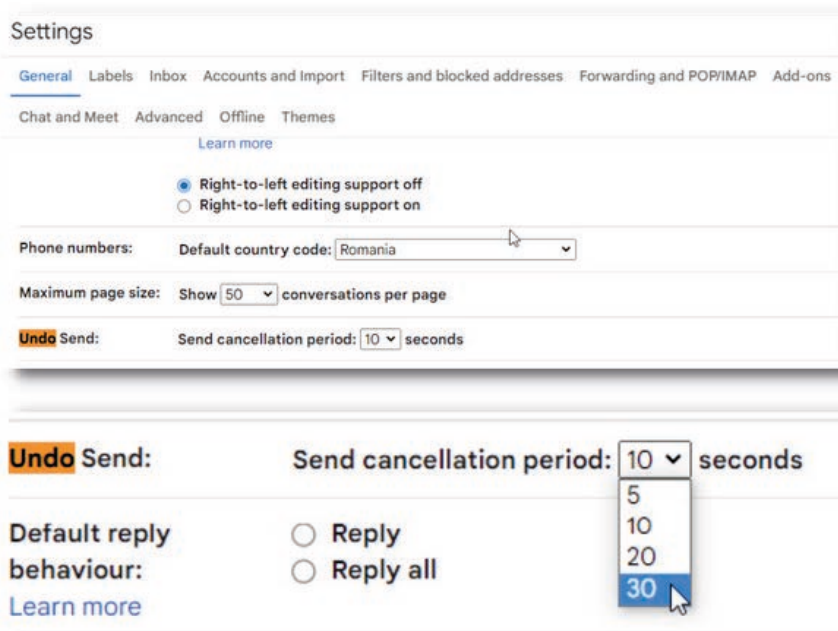 Settings
General Labels Inbox Accounts and Import Filters and blocked addresses Forwarding and POP/IMAP Add-ons
Chat and Meet Advanced Offline Themes
Learn more
Right-to-left editing support off
Right-to-left editing support on
Phone numbers: Default country code: Romania
Maximum page size: Show 50 conversations per page
Undo Send: Send cancellation period: 10 seconds
Undo Send: Send cancellation period: 10 seconds
5
10
20
30
Default reply behaviour:
Reply
Reply all
Learn more